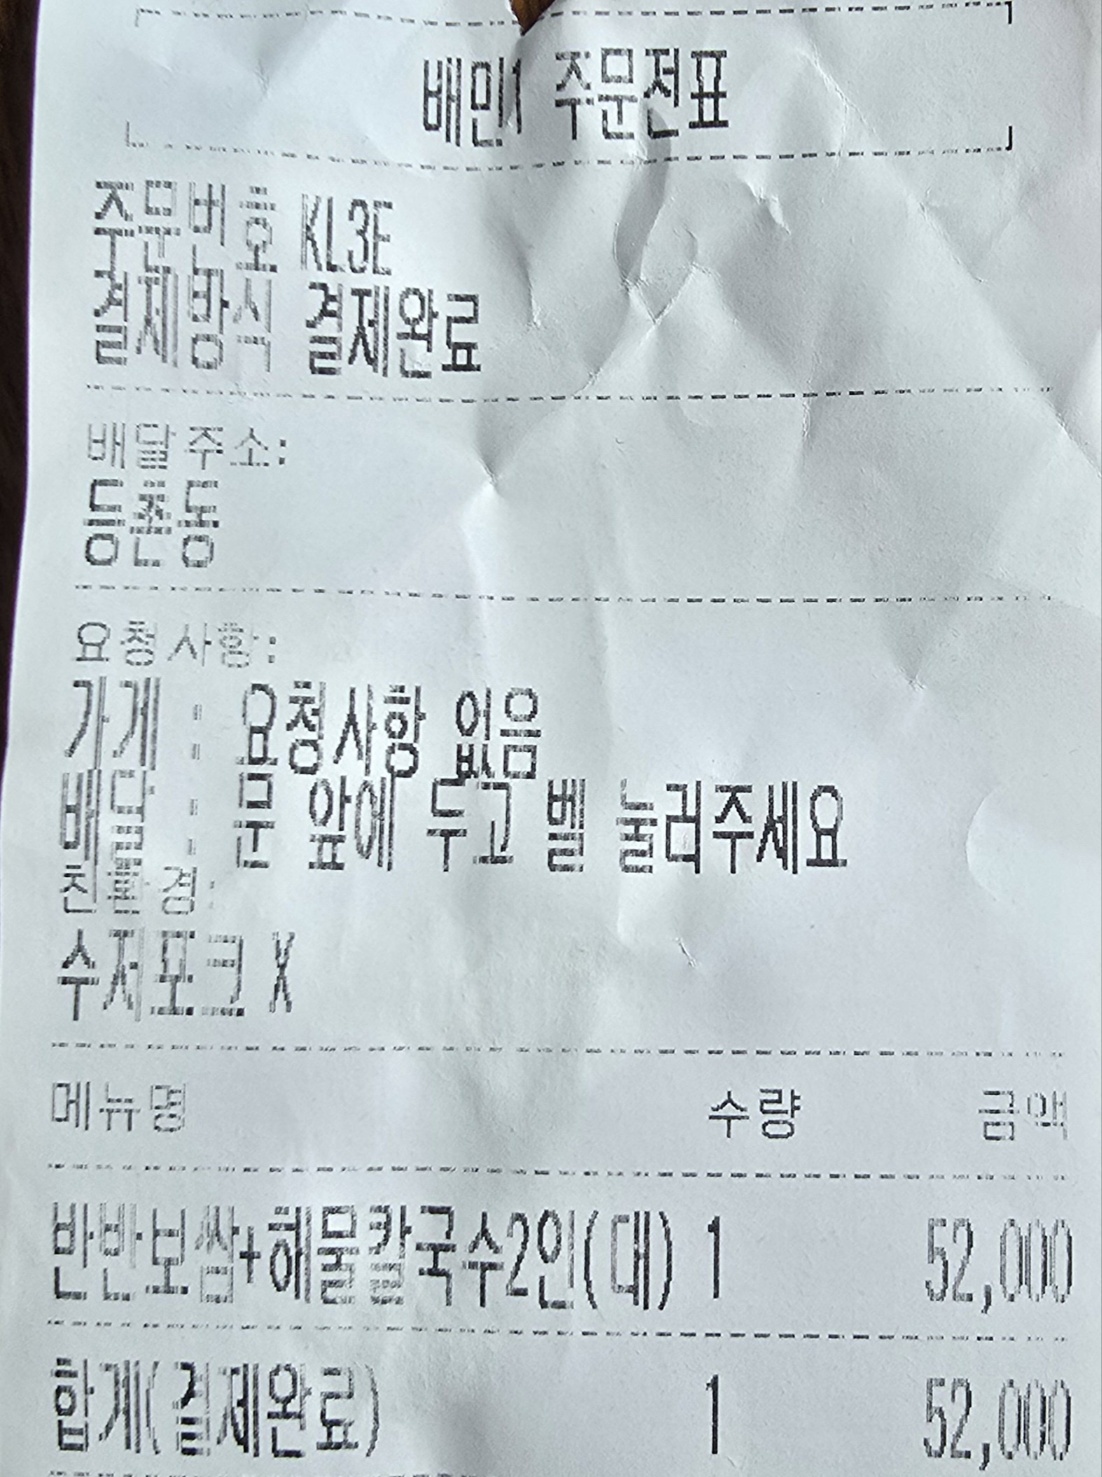 배민1 주문전표
주문번호 KL3E
결제방식 결제완료
배달주소:
등촌동
요청사항:
가게 : 요청사항 없음
배달 : 문 앞에 두고 벨 눌러주세요
친환경:
수저포크 X
메뉴명 수량 금액
반반보쌈+해물칼국수2인(대) 1 52,000
합계(결제완료) 1 52,000